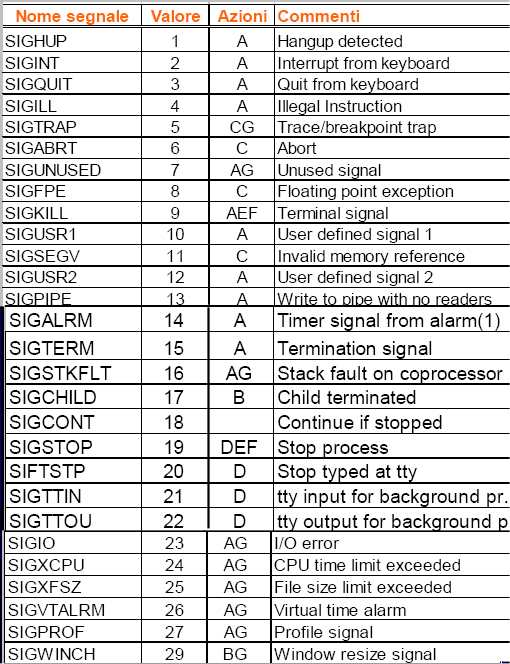 Nome segnale Valore Azioni Commenti
SIGHUP 1 A Hangup detected
SIGINT 2 A Interrupt from keyboard
SIGQUIT 3 A Quit from keyboard
SIGILL 4 A Illegal Instruction
SIGTRAP 5 CG Trace/breakpoint trap
SIGABRT 6 C Abort
SIGUNUSED 7 AG Unused signal
SIGFPE 8 C Floating point exception
SIGKILL 9 AEF Terminal signal
SIGUSR1 10 A User defined signal 1
SIGSEGV 11 C Invalid memory reference
SIGUSR2 12 A User defined signal 2
SIGPIPE 13 A Write to pipe with no readers
SIGALRM 14 A Timer signal from alarm(1)
SIGTERM 15 A Termination signal
SIGSTKFLT 16 AG Stack fault on coprocessor
SIGCHILD 17 B Child terminated
SIGCONT 18 Continue if stopped
SIGSTOP 19 DEF Stop process
SIFTSTP 20 D Stop typed at tty
SIGTTIN 21 D tty input for background pr.
SIGTTOU 22 D tty output for background p
SIGIO 23 AG I/O error
SIGXCPU 24 AG CPU time limit exceeded
SIGXFSZ 25 AG File size limit exceeded
SIGVTALRM 26 AG Virtual time alarm
SIGPROF 27 AG Profile signal
SIGWINCH 29 BG Window resize signal